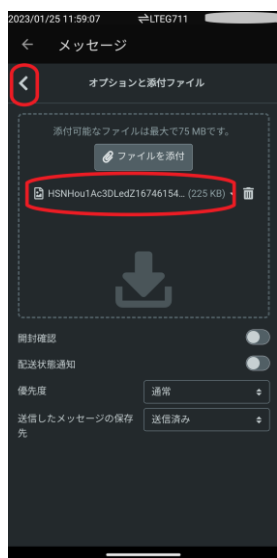 2023/01/25 11:59:07 LTEG711
← メッセージ
オプションと添付ファイル
添付可能なファイルは最大で75 MBです。
ファイルを添付
HSNHou1Ac3DLedZ16746154... (225 KB)
開封確認
配送状態通知
優先度 通常
送信したメッセージの保存 送信済み
先